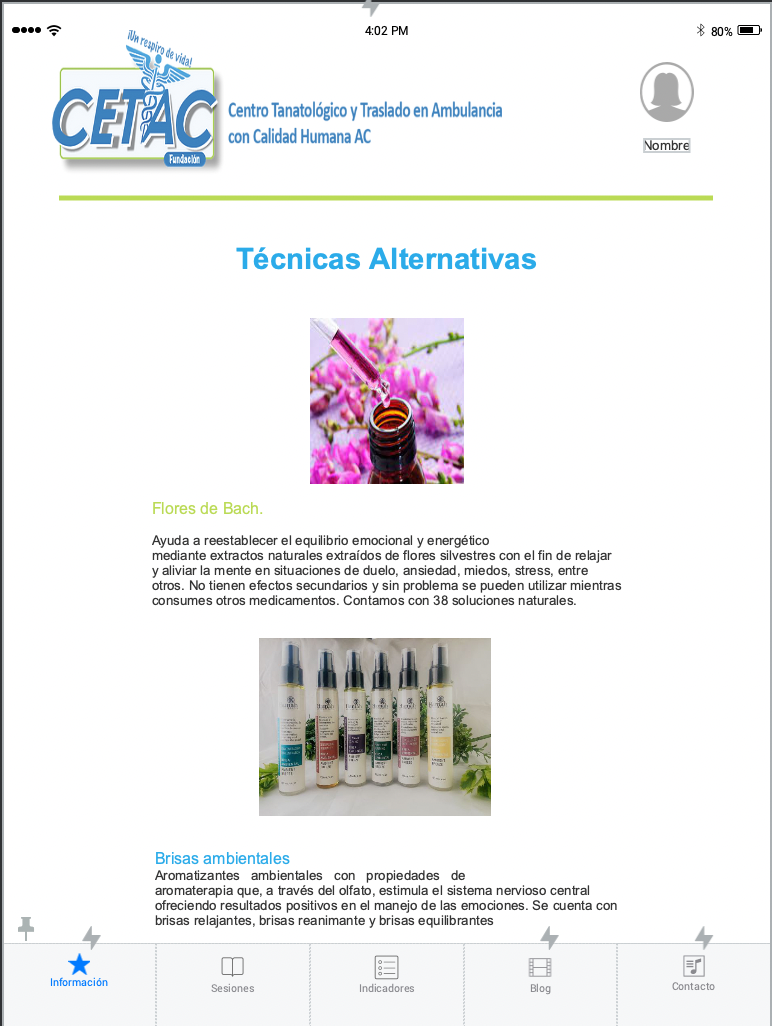 4:02 PM
80%
¡Un respiro de vida!
CETAC
Fundación
Centro Tanatológico y Traslado en Ambulancia
con Calidad Humana AC
Nombre
Técnicas Alternativas
Flores de Bach.
Ayuda a reestablecer el equilibrio emocional y energético
mediante extractos naturales extraídos de flores silvestres con el fin de relajar
y aliviar la mente en situaciones de duelo, ansiedad, miedos, stress, entre
otros. No tienen efectos secundarios y sin problema se pueden utilizar mientras
consumes otros medicamentos. Contamos con 38 soluciones naturales.
Brisas ambientales
Aromatizantes ambientales con propiedades de
aromaterapia que, a través del olfato, estimula el sistema nervioso central
ofreciendo resultados positivos en el manejo de las emociones. Se cuenta con
brisas relajantes, brisas reanimante y brisas equilibrantes
Información
Sesiones
Indicadores
Blog
Contacto